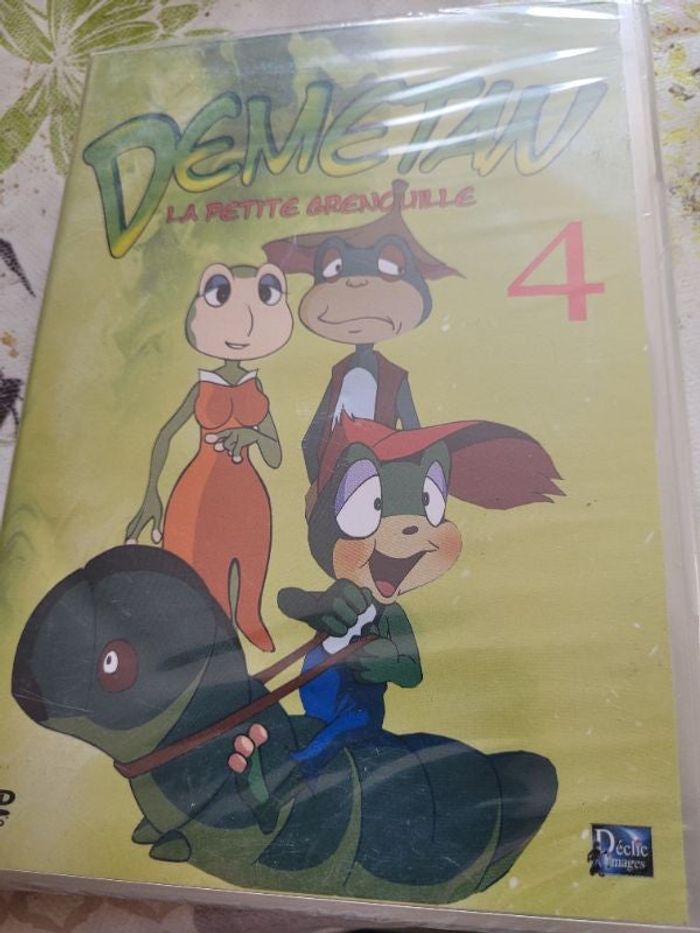 DEMETAN
LA PETITE GRENOUILLE
4
Déclic
Images